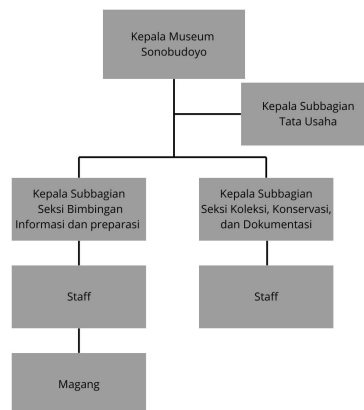 Kepala Museum
Sonobudoyo
Kepala Subbagian
Tata Usaha
Kepala Subbagian
Seksi Bimbingan
Informasi dan preparasi
Kepala Subbagian
Seksi Koleksi, Konservasi,
dan Dokumentasi
Staff
Staff
Magang